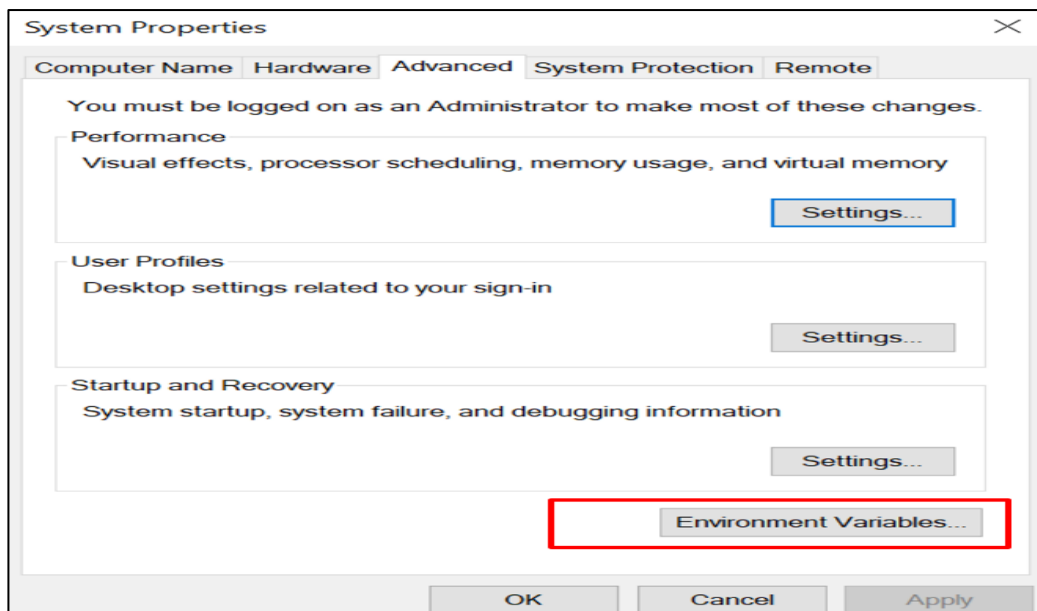 System Properties
Computer Name Hardware Advanced System Protection Remote
You must be logged on as an Administrator to make most of these changes.
Performance
Visual effects, processor scheduling, memory usage, and virtual memory
Settings...
User Profiles
Desktop settings related to your sign-in
Settings...
Startup and Recovery
System startup, system failure, and debugging information
Settings...
Environment Variables...
OK Cancel Apply